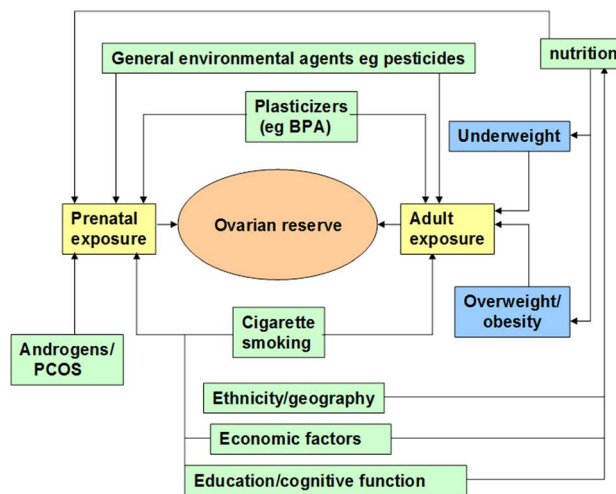 General environmental agents eg pesticides
nutrition
Plasticizers
(eg BPA)
Underweight
Prenatal
exposure
Ovarian reserve
Adult
exposure
Overweight/
obesity
Androgens/
PCOS
Cigarette
smoking
Ethnicity/geography
Economic factors
Education/cognitive function